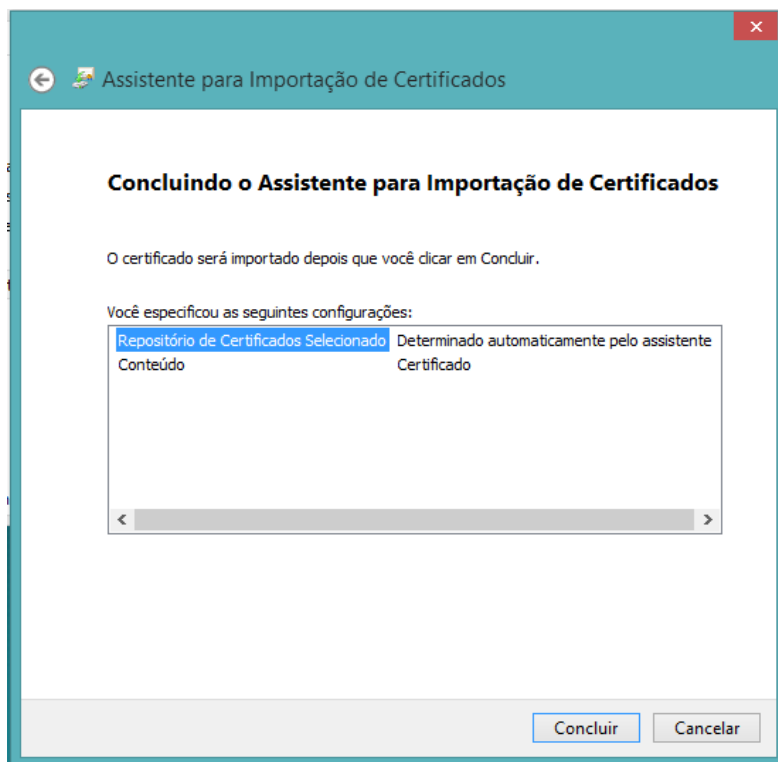 Assistente para Importação de Certificados
Concluindo o Assistente para Importação de Certificados
O certificado será importado depois que você clicar em Concluir.
Você especificou as seguintes configurações:
Repositório de Certificados Selecionado Determinado automaticamente pelo assistente
Conteúdo Certificado
Concluir Cancelar